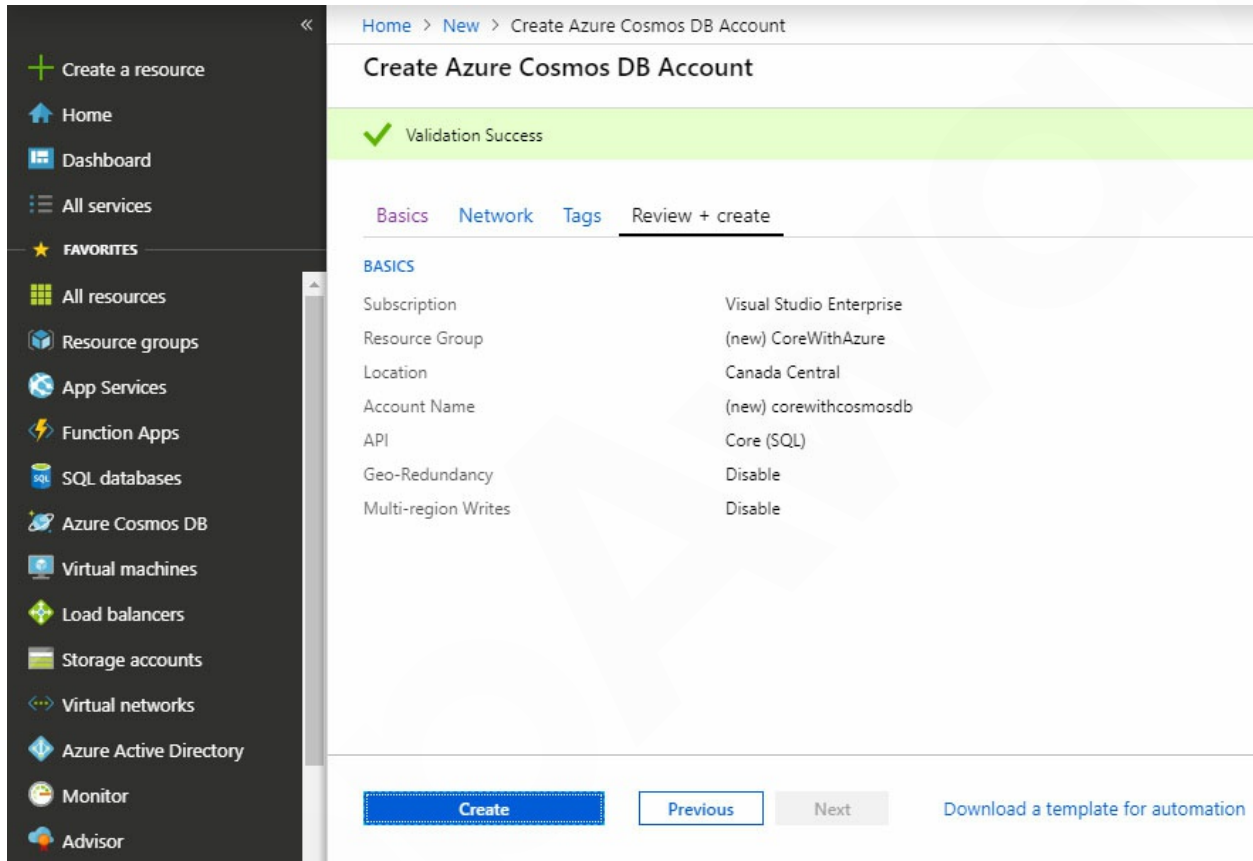 «
Create a resource
Home
Dashboard
All services
FAVORITES
All resources
Resource groups
App Services
Function Apps
SQL
SQL databases
Azure Cosmos DB
Virtual machines
Load balancers
Storage accounts
Virtual networks
Azure Active Directory
Monitor
Advisor
Home > New > Create Azure Cosmos DB Account
Create Azure Cosmos DB Account
Validation Success
Basics Network Tags Review + create
BASICS
Subscription Visual Studio Enterprise
Resource Group (new) CoreWithAzure
Location Canada Central
Account Name (new) corewithcosmosdb
API Core (SQL)
Geo-Redundancy Disable
Multi-region Writes Disable
Create Previous Next Download a template for automation